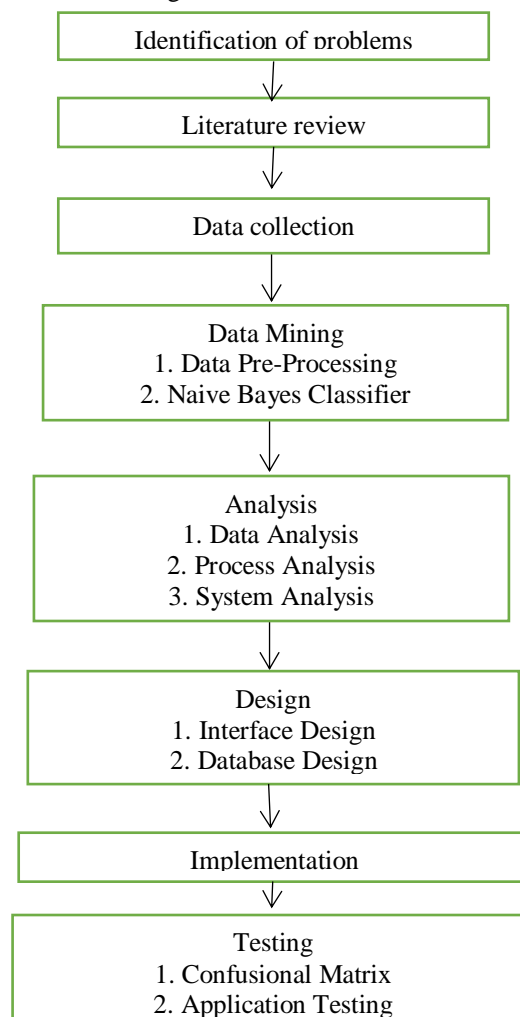 Identification of problems
Literature review
Data collection
Data Mining
1. Data Pre-Processing
2. Naive Bayes Classifier
Analysis
1. Data Analysis
2. Process Analysis
3. System Analysis
Design
1. Interface Design
2. Database Design
Implementation
Testing
1. Confusional Matrix
2. Application Testing